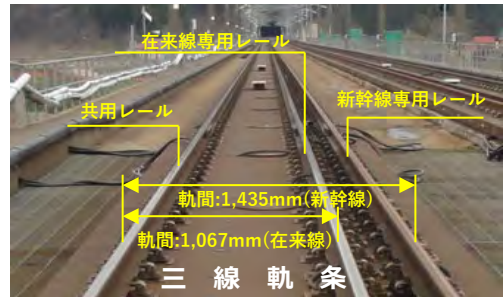 在来線専用レール
新幹線専用レール
共用レール
軌間:1,435mm(新幹線)
軌間:1,067mm(在来線)
三線軌条